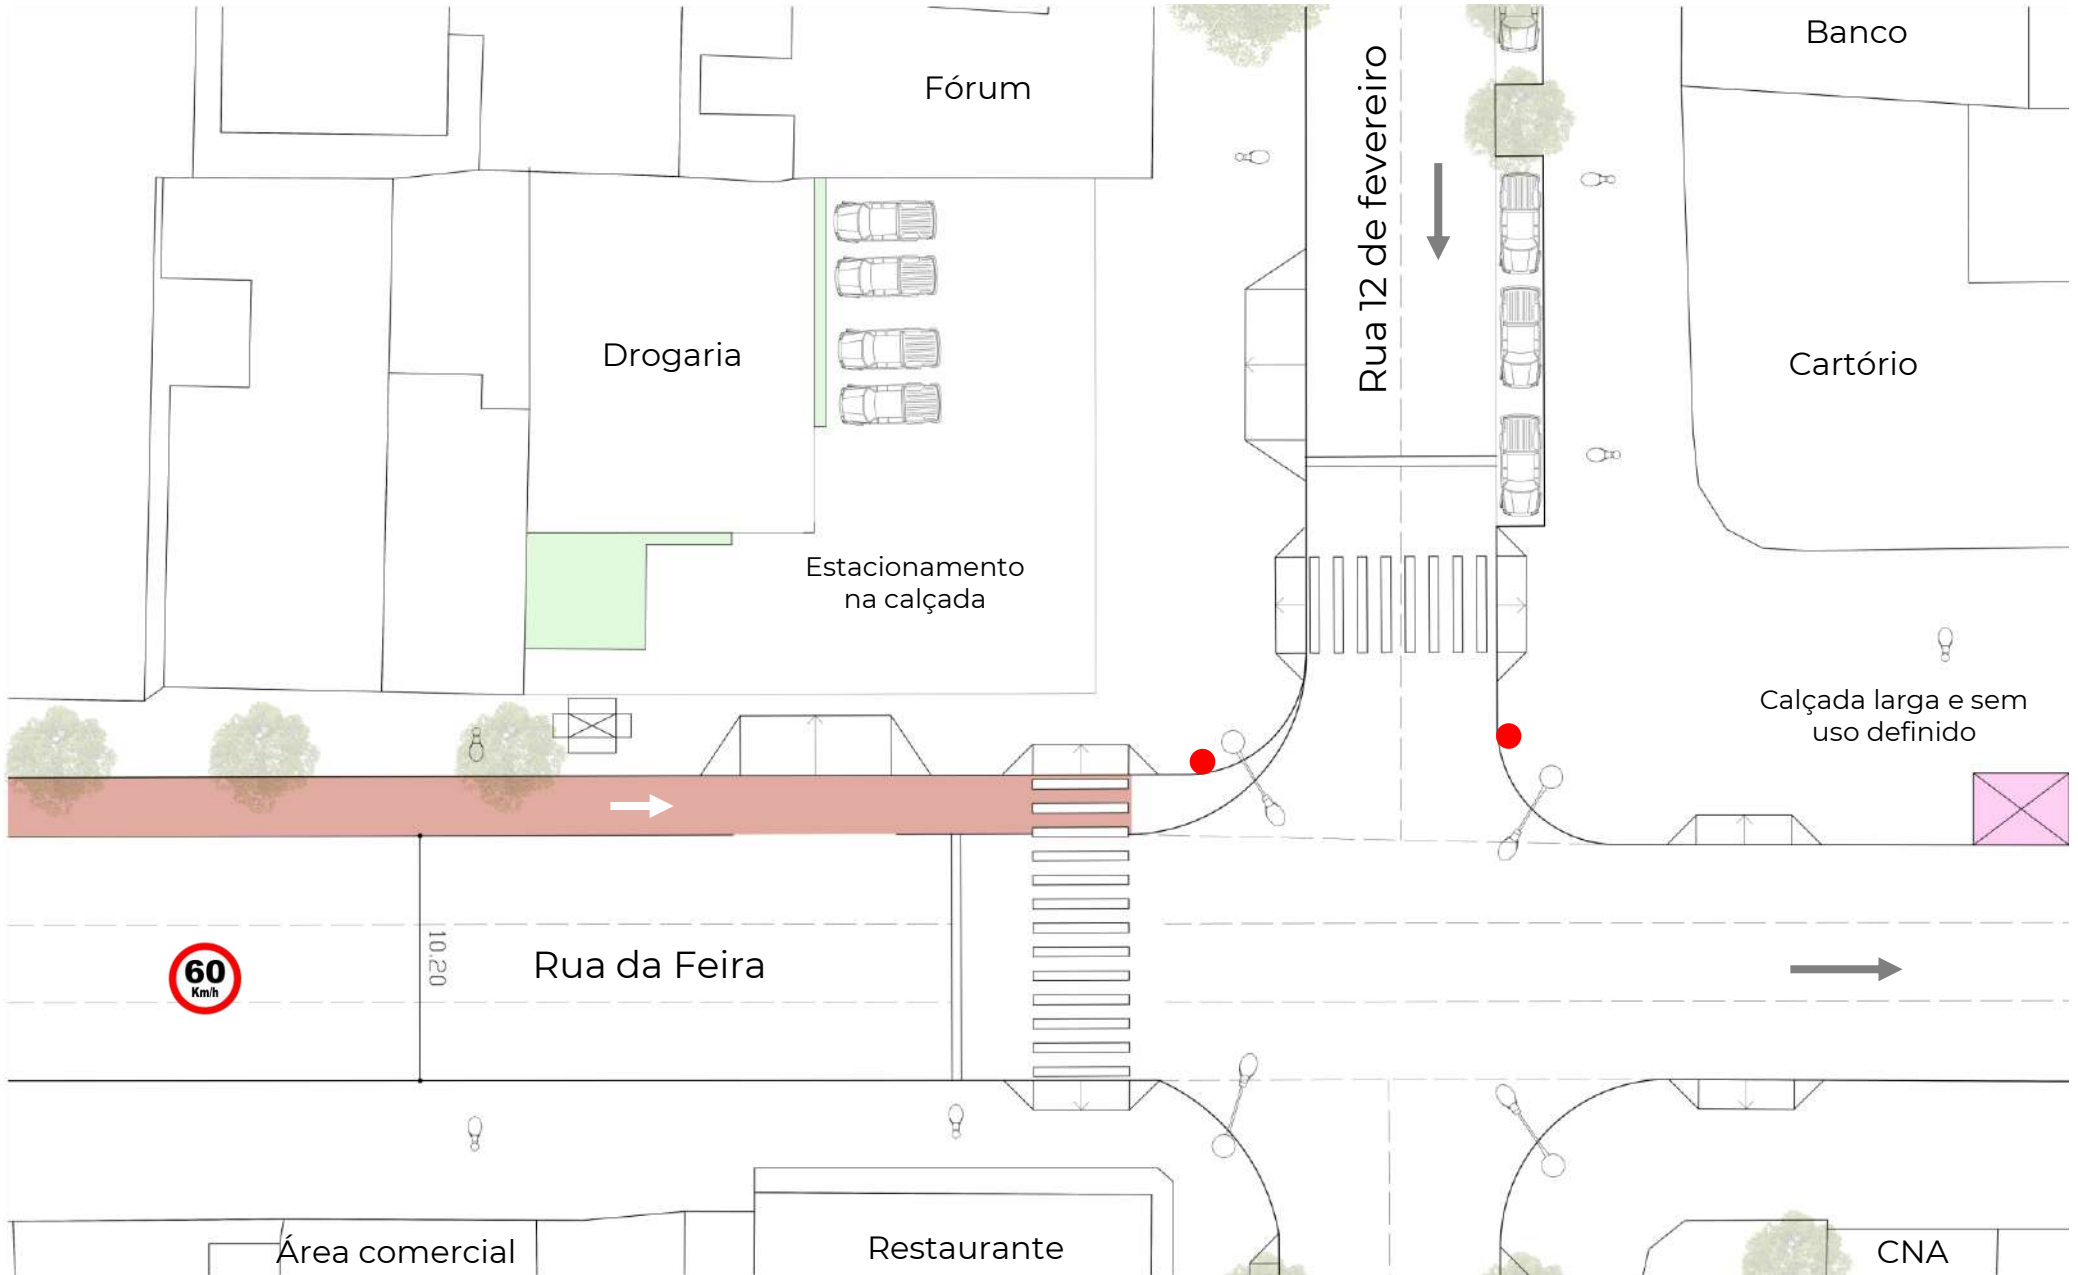 Banco
Fórum
Rua 12 de fevereiro
Drogaria
Cartório
Estacionamento
na calçada
Calçada larga e sem
uso definido
60
Km/h
10.20
Rua da Feira
Área comercial
Restaurante
CNA